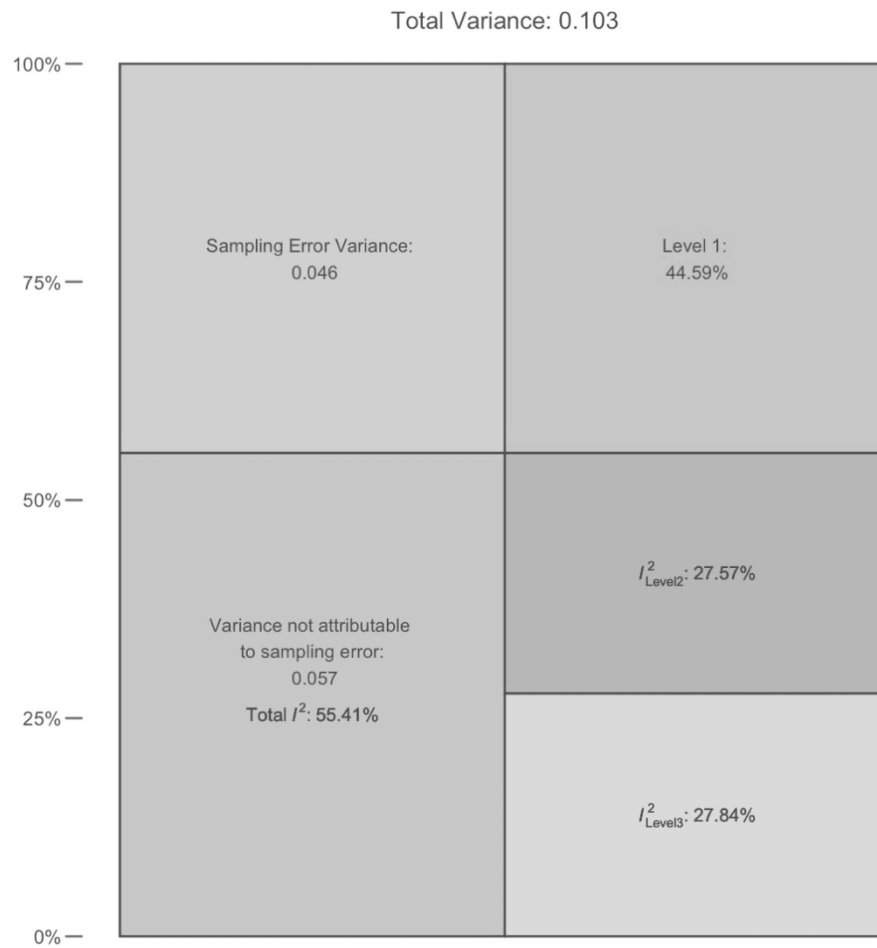 Total Variance: 0.103
100%
Sampling Error Variance:
0.046
Level 1:
44.59%
75%
50%
I²Level2: 27.57%
Variance not attributable
to sampling error:
0.057
Total I²: 55.41%
25%
I²Level3: 27.84%
0%